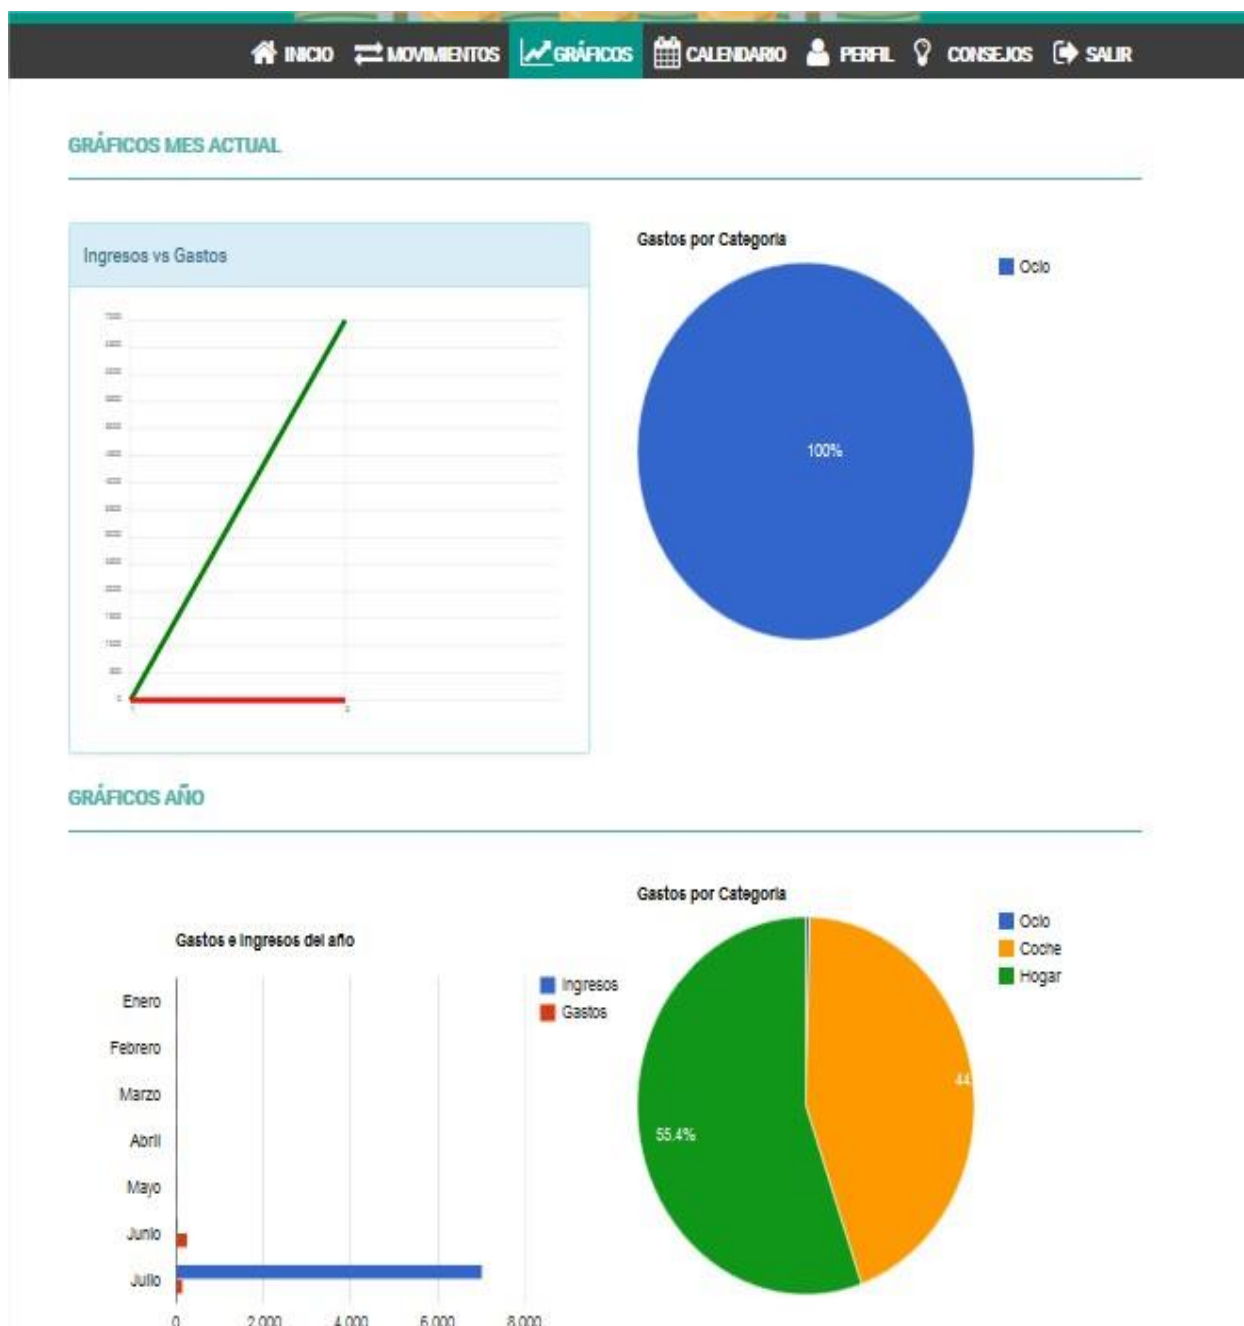 INICIO MOVIMIENTOS GRÁFICOS CALENDARIO PERFIL CONSEJOS SALIR
GRÁFICOS MES ACTUAL
Ingresos vs Gastos
Gastos por Categoria
Ocio
100%
0
GRÁFICOS AÑO
Gastos por Categoria
Ocio
Coche
Hogar
44.
55.4%
Gastos e Ingresos del año
Ingresos
Gastos
Enero
Febrero
Marzo
Abril
Mayo
Junio
Julio
0 2.000 4.000 6.000 8.000